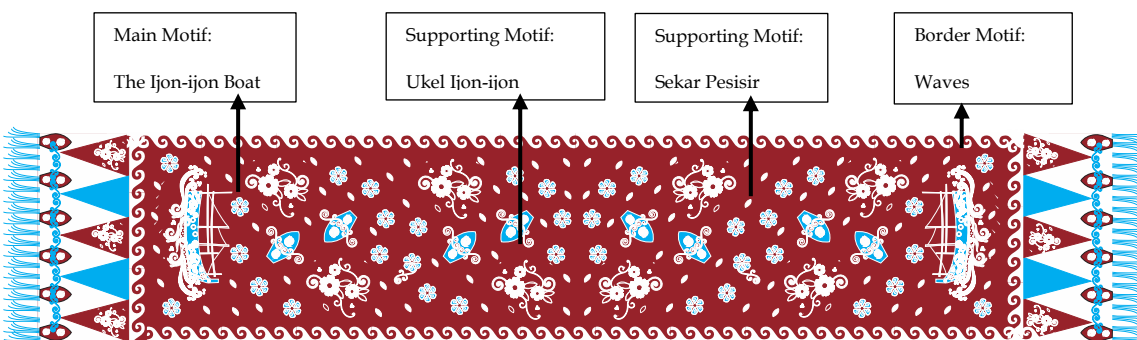 Main Motif:
The Ijon-ijon Boat
Supporting Motif:
Ukel Ijon-ijon
Supporting Motif:
Sekar Pesisir
Border Motif:
Waves